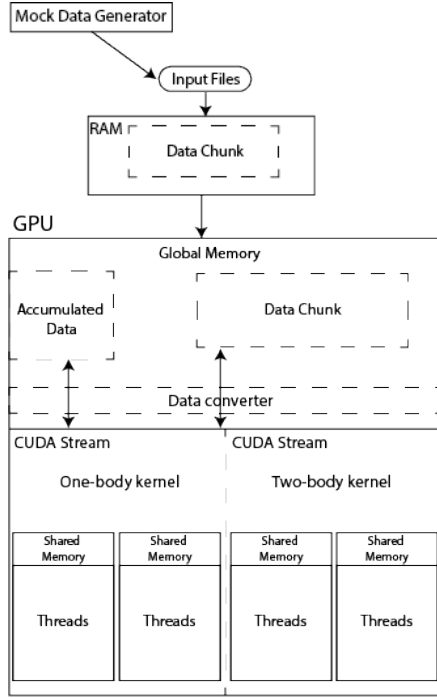 Mock Data Generator
Input Files
RAM
Data Chunk
GPU
Global Memory
Accumulated
Data
Data Chunk
Data converter
CUDA Stream
CUDA Stream
One-body kernel
Two-body kernel
Shared
Memory
Shared
Memory
Shared
Memory
Shared
Memory
Threads
Threads
Threads
Threads